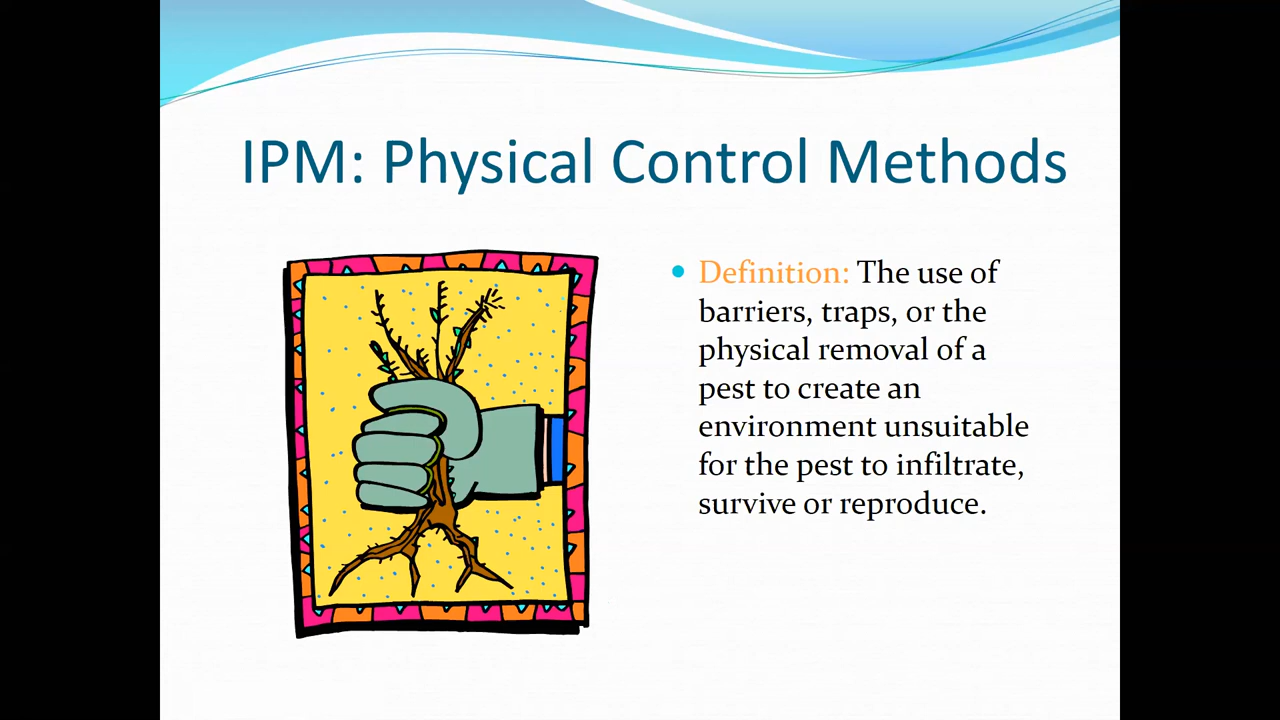 IPM: Physical Control Methods
Definition: The use of
barriers, traps, or the
physical removal of a
pest to create an
environment unsuitable
for the pest to infiltrate,
survive or reproduce.